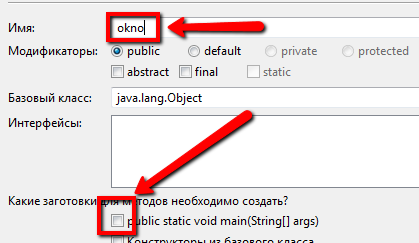 Имя: okno
Модификаторы: public default private protected
abstract final static
Базовый класс: java.lang.Object
Интерфейсы:
Какие заготовки для методов необходимо создать?
public static void main(String[] args)
Конструкторы из базового класса